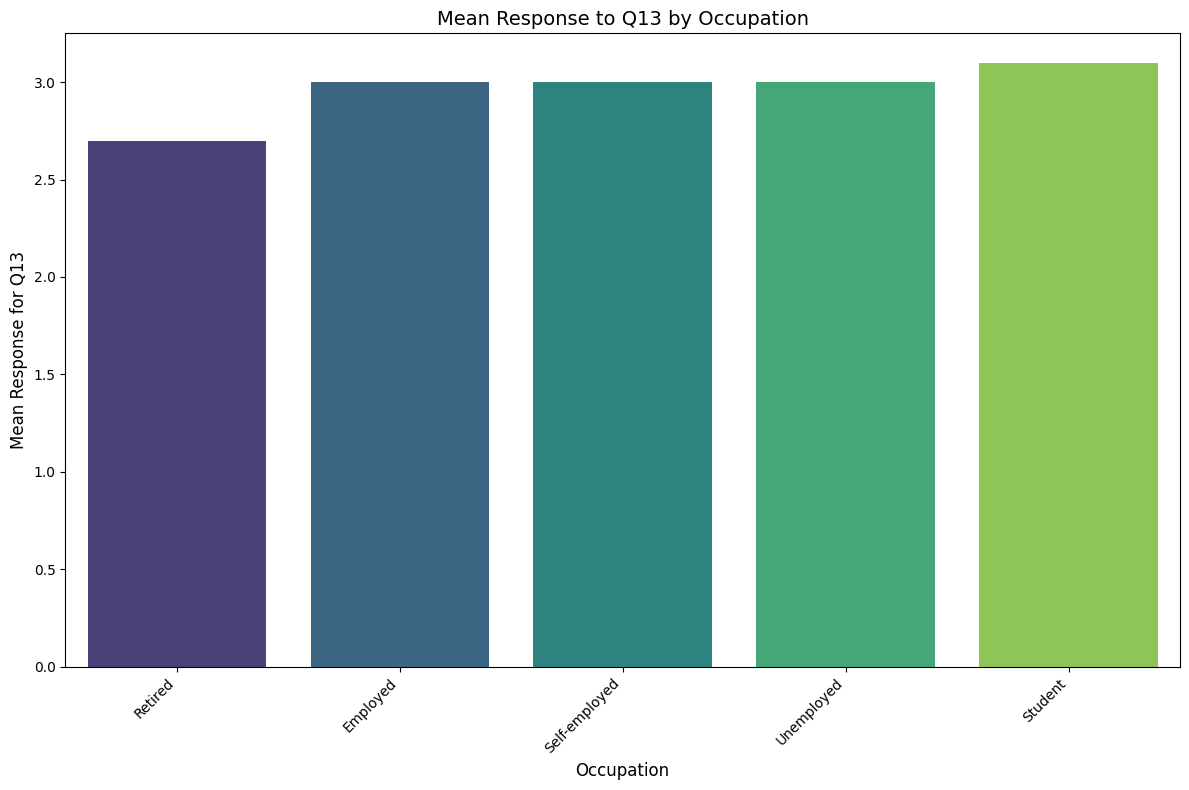 Mean Response to Q13 by Occupation
Mean Response for Q13
3.0
2.5
2.0
1.5
1.0
0.5
0.0
Retired
Employed
Self-employed
Unemployed
Student
Occupation